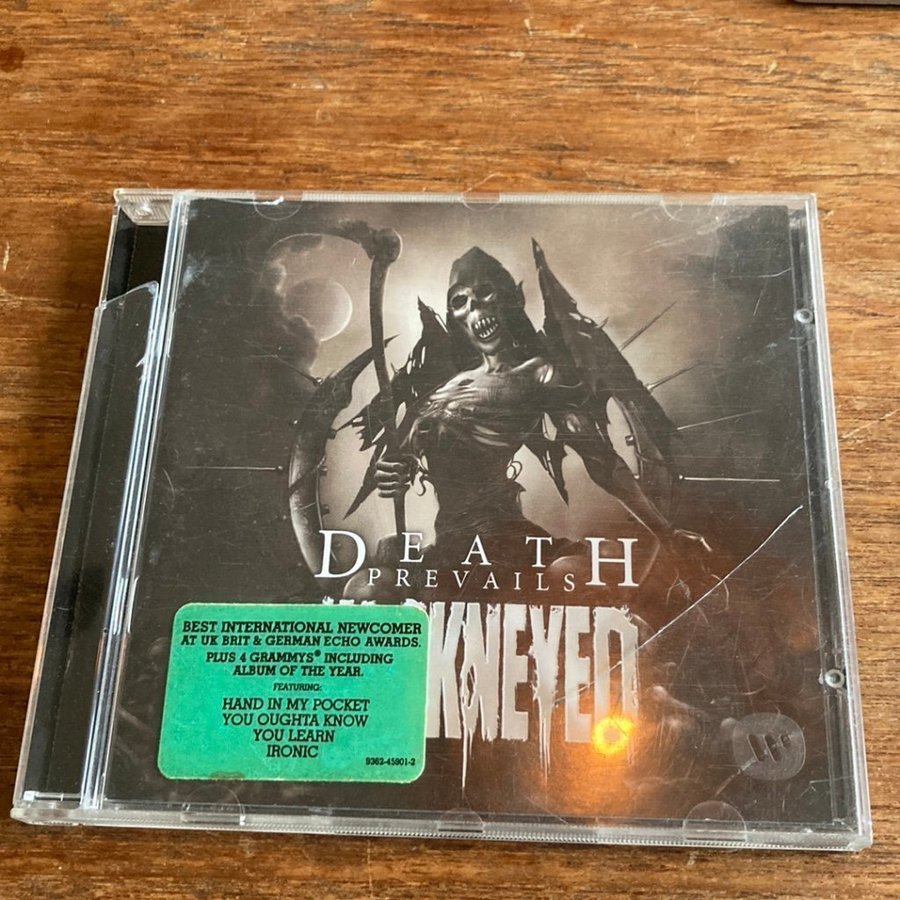 DEATH
PREVAILS
BEST INTERNATIONAL NEWCOMER
AT UK BRIT & GERMAN ECHO AWARDS.
PLUS 4 GRAMMYS® INCLUDING
ALBUM OF THE YEAR.
FEATURING:
HAND IN MY POCKET
YOU OUGHTA KNOW
YOU LEARN
IRONIC
9362-45901-2